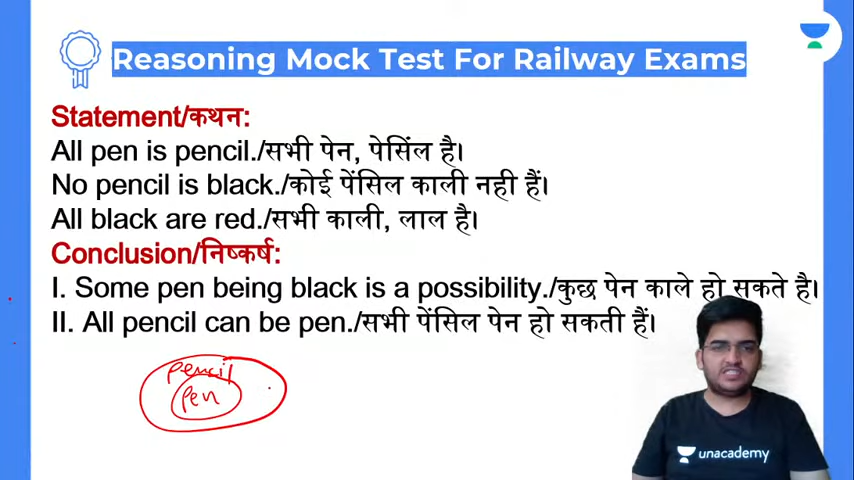 Reasoning Mock Test For Railway Exams
Statement/कथन:
All pen is pencil./सभी पेन, पेसिंल है।
No pencil is black./कोई पेंसिल काली नही हैं।
All black are red./सभी काली, लाल है।
Conclusion/निष्कर्ष:
I. Some pen being black is a possibility./कुछ पेन काले हो सकते है।
II. All pencil can be pen./सभी पेंसिल पेन हो सकती हैं।
pencil
pen
unacademy